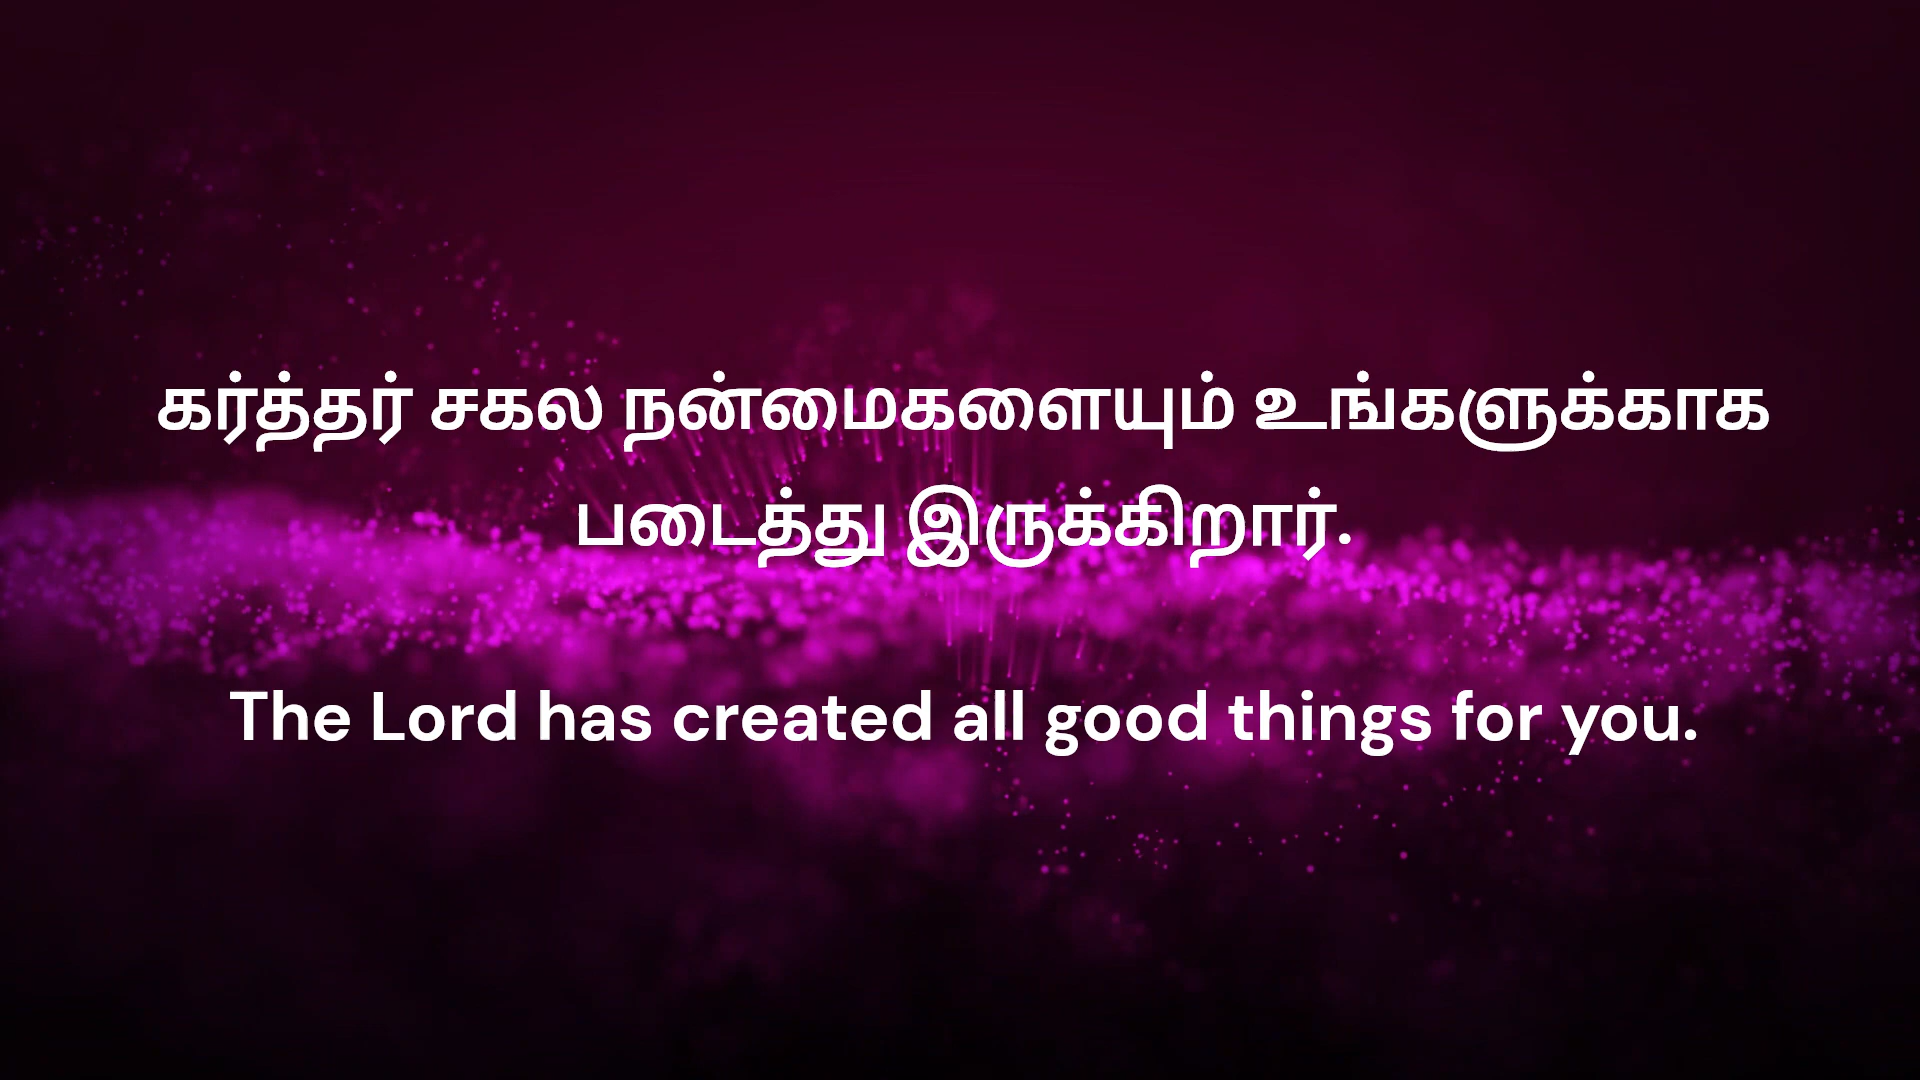 கர்த்தர் சகல நன்மைகளையும் உங்களுக்காக
படைத்து இருக்கிறார்.
The Lord has created all good things for you.